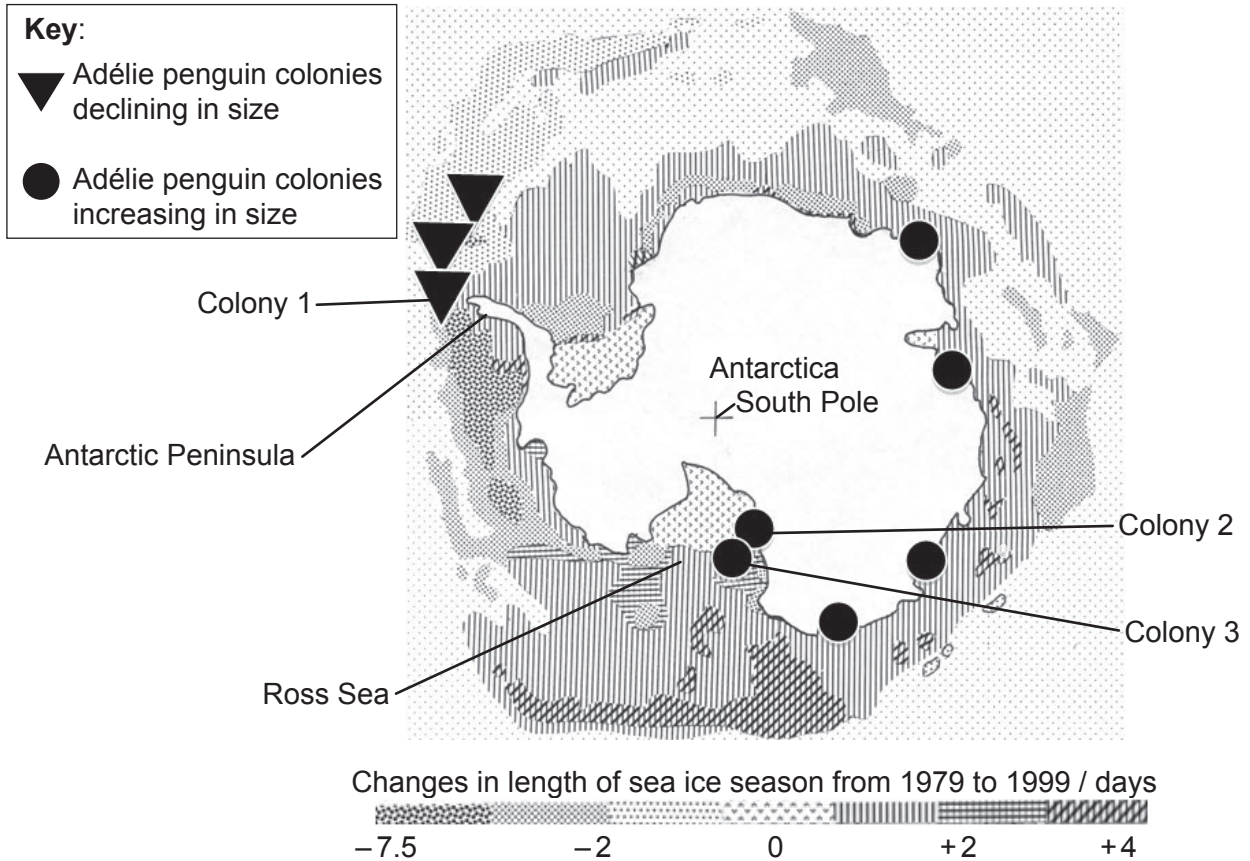 Key:
Adélie penguin colonies
declining in size
Adélie penguin colonies
increasing in size
Colony 1
Antarctica
South Pole
Antarctic Peninsula
Colony 2
Colony 3
Ross Sea
Changes in length of sea ice season from 1979 to 1999 / days
–7.5 –2 0 +2 +4